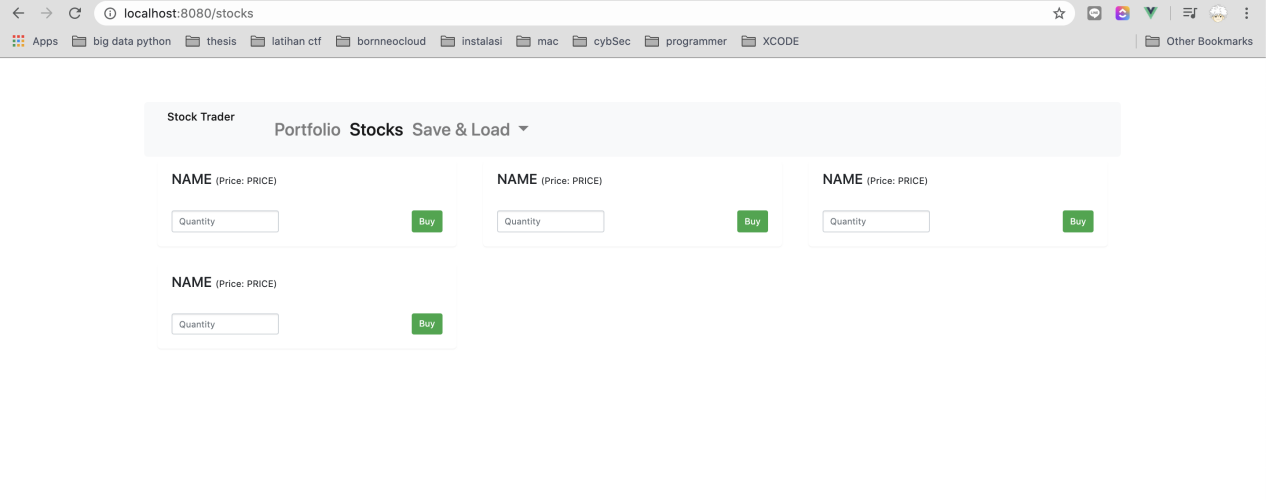 localhost:8080/stocks
Apps big data python thesis latihan ctf bornneocloud instalasi mac cybSec programmer XCODE Other Bookmarks
Stock Trader
Portfolio Stocks Save & Load
NAME (Price: PRICE) NAME (Price: PRICE) NAME (Price: PRICE)
Quantity Buy Quantity Buy Quantity Buy
NAME (Price: PRICE)
Quantity Buy